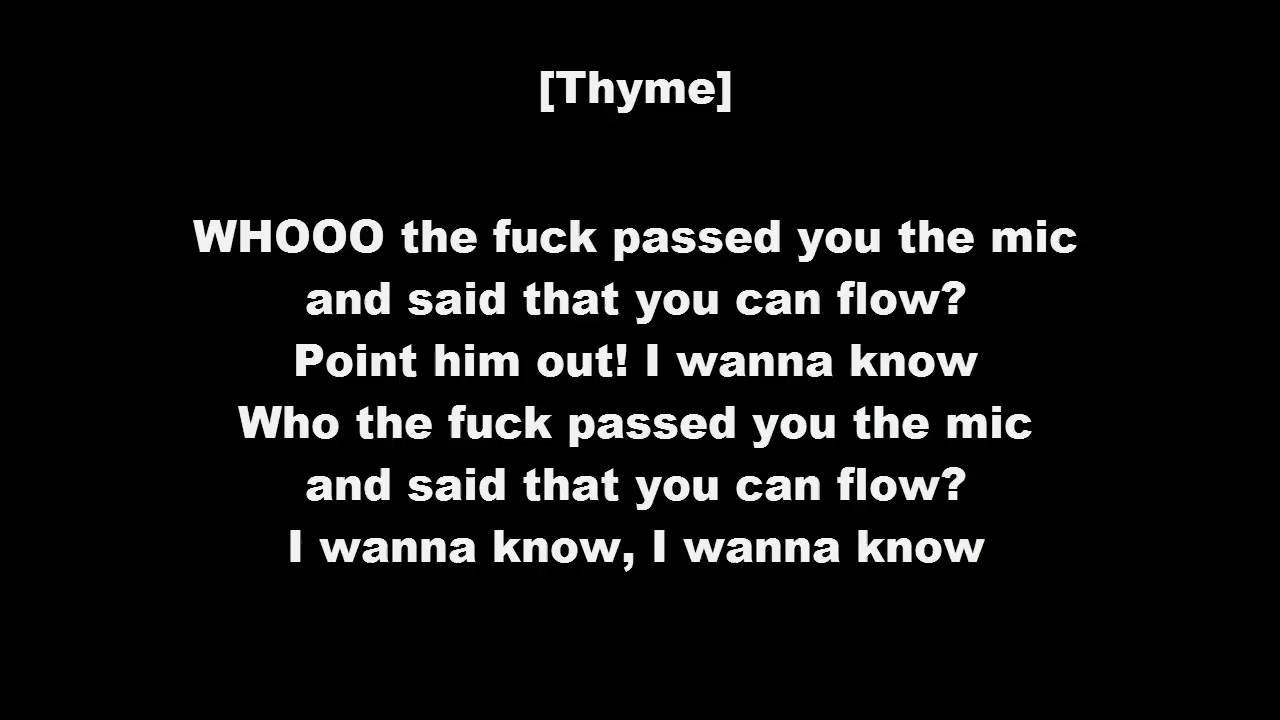 [Thyme]
WHOOO the fuck passed you the mic
and said that you can flow?
Point him out! I wanna know
Who the fuck passed you the mic
and said that you can flow?
I wanna know, I wanna know